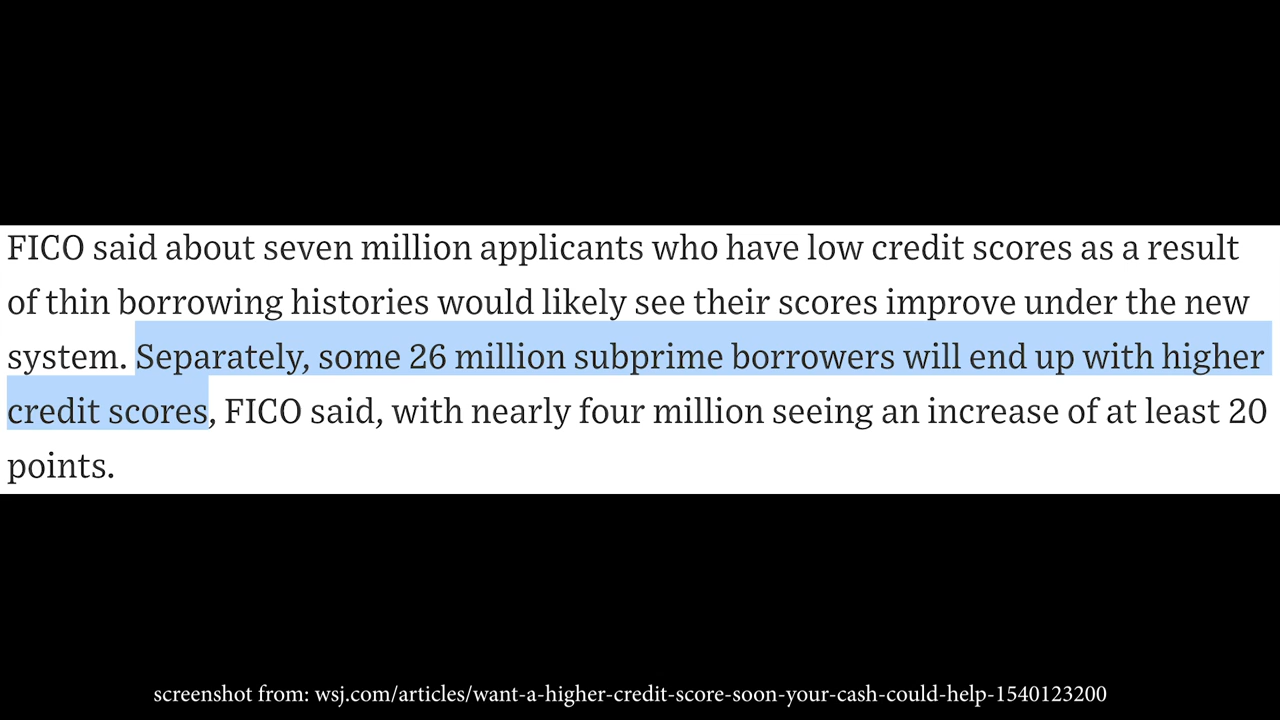 FICO said about seven million applicants who have low credit scores as a result
of thin borrowing histories would likely see their scores improve under the new
system. Separately, some 26 million subprime borrowers will end up with higher
credit scores, FICO said, with nearly four million seeing an increase of at least 20
points.
screenshot from: wsj.com/articles/want-a-higher-credit-score-soon-your-cash-could-help-1540123200